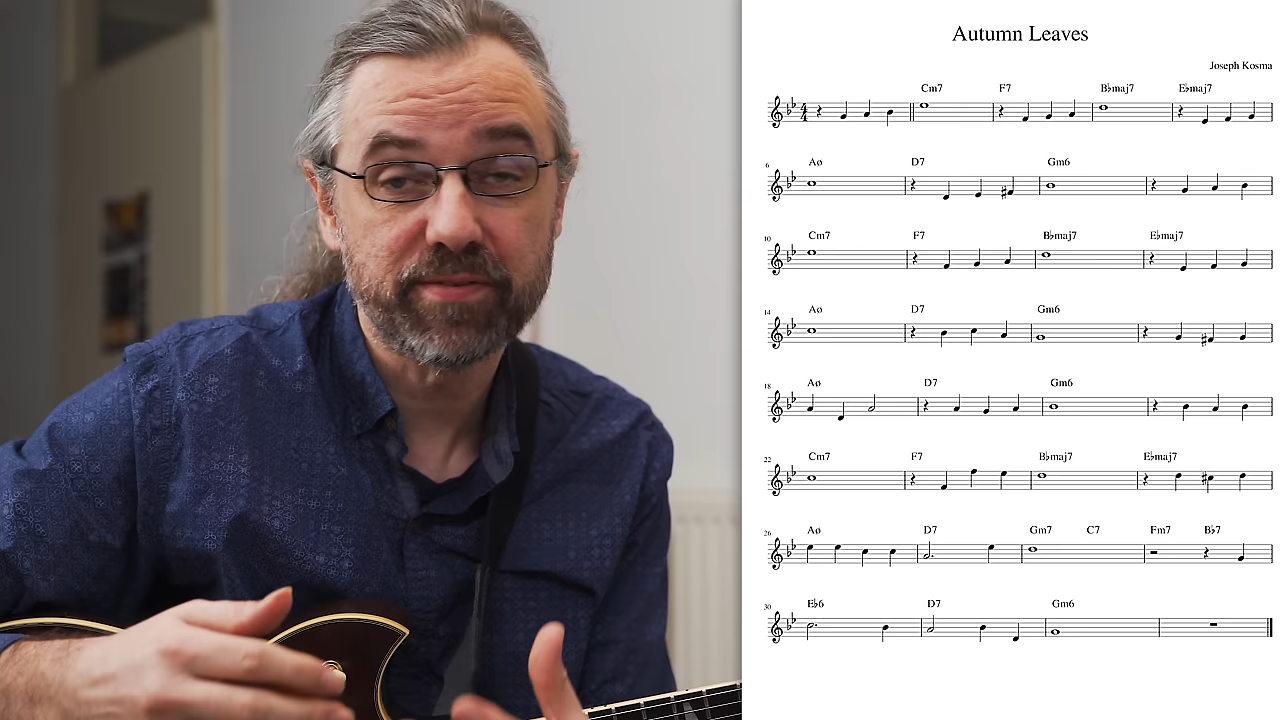 Autumn Leaves
Joseph Kosma
Cm7 F7 B♭maj7 E♭maj7
4
4
6
Aø D7 Gm6
10
Cm7 F7 B♭maj7 E♭maj7
14
Aø D7 Gm6
18
Aø D7 Gm6
22
Cm7 F7 B♭maj7 E♭maj7
26
Aø D7 Gm7 C7 Fm7 B♭7
30
E♭6 D7 Gm6